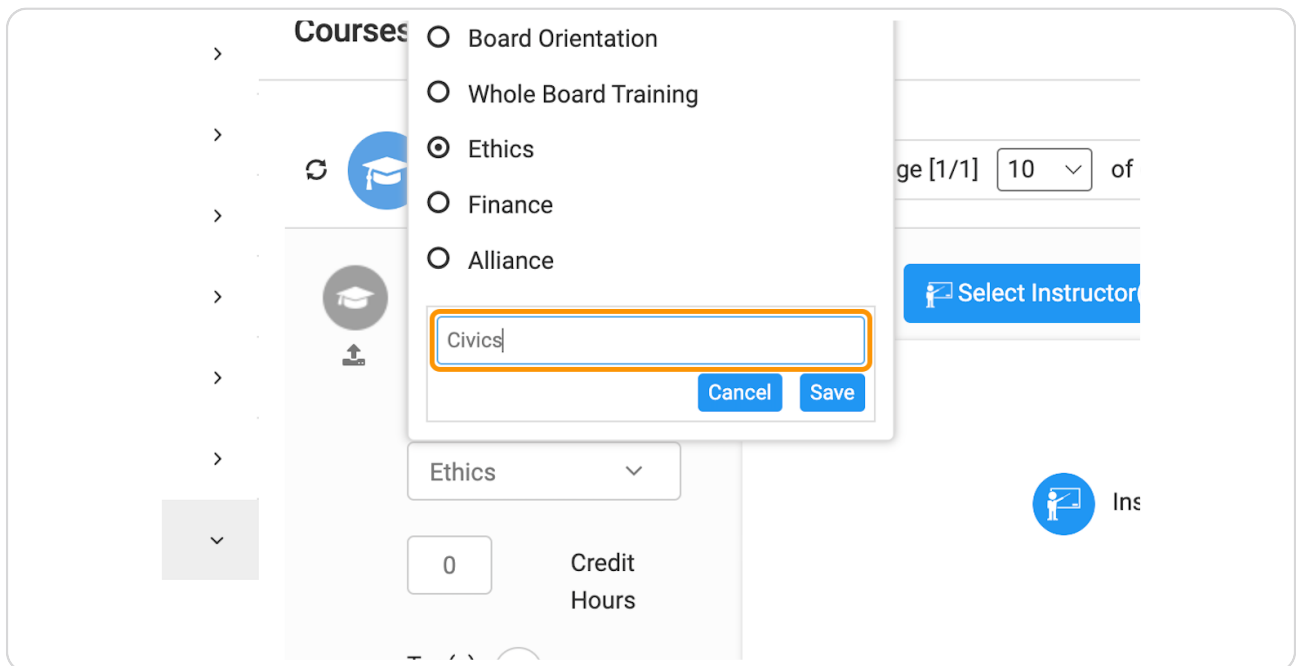 Courses
Board Orientation
Whole Board Training
Ethics
Finance
Alliance
ge [1/1] 10 of
Select Instructor(
Civics
Cancel Save
Ethics
Ins
0 Credit
Hours